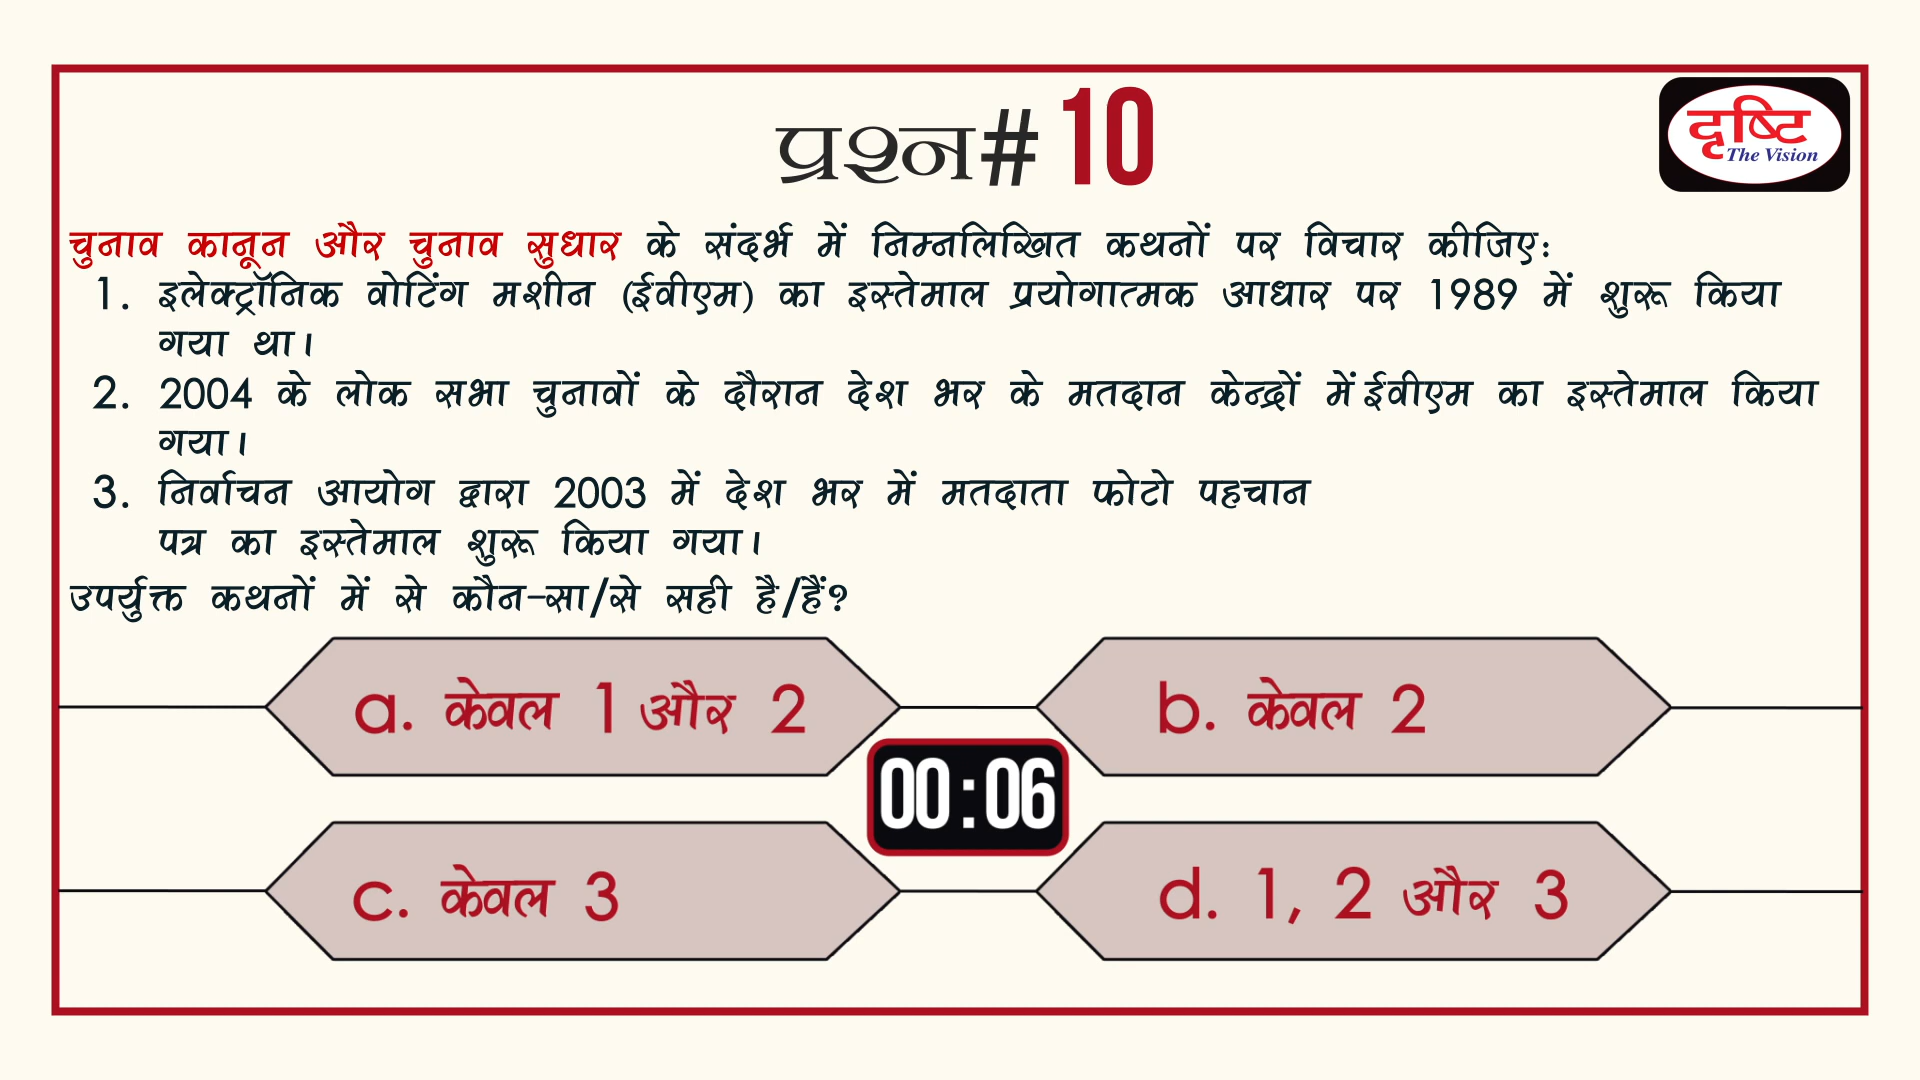 प्रश्न# 10
दृष्टि
The Vision
चुनाव कानून और चुनाव सुधार के संदर्भ में निम्नलिखित कथनों पर विचार कीजिए:
1. इलेक्ट्रॉनिक वोटिंग मशीन (ईवीएम) का इस्तेमाल प्रयोगात्मक आधार पर 1989 में शुरू किया
गया था।
2. 2004 के लोक सभा चुनावों के दौरान देश भर के मतदान केन्द्रों में ईवीएम का इस्तेमाल किया
गया।
3. निर्वाचन आयोग द्वारा 2003 में देश भर में मतदाता फोटो पहचान
पत्र का इस्तेमाल शुरू किया गया।
उपर्युक्त कथनों में से कौन-सा/से सही है/हैं?
a. केवल 1 और 2
b. केवल 2
00:06
c. केवल 3
d. 1, 2 और 3